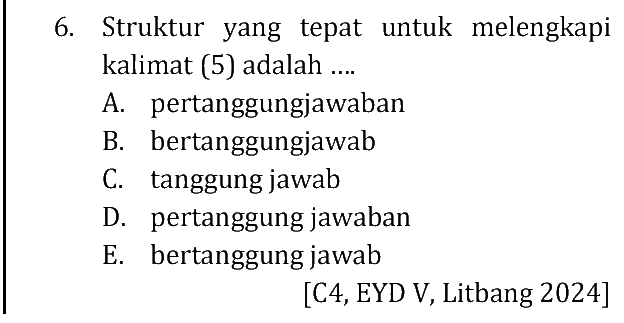 6. Struktur yang tepat untuk melengkapi
kalimat (5) adalah ....
A. pertanggungjawaban
B. bertanggungjawab
C. tanggung jawab
D. pertanggung jawaban
E. bertanggung jawab
[C4, EYD V, Litbang 2024]